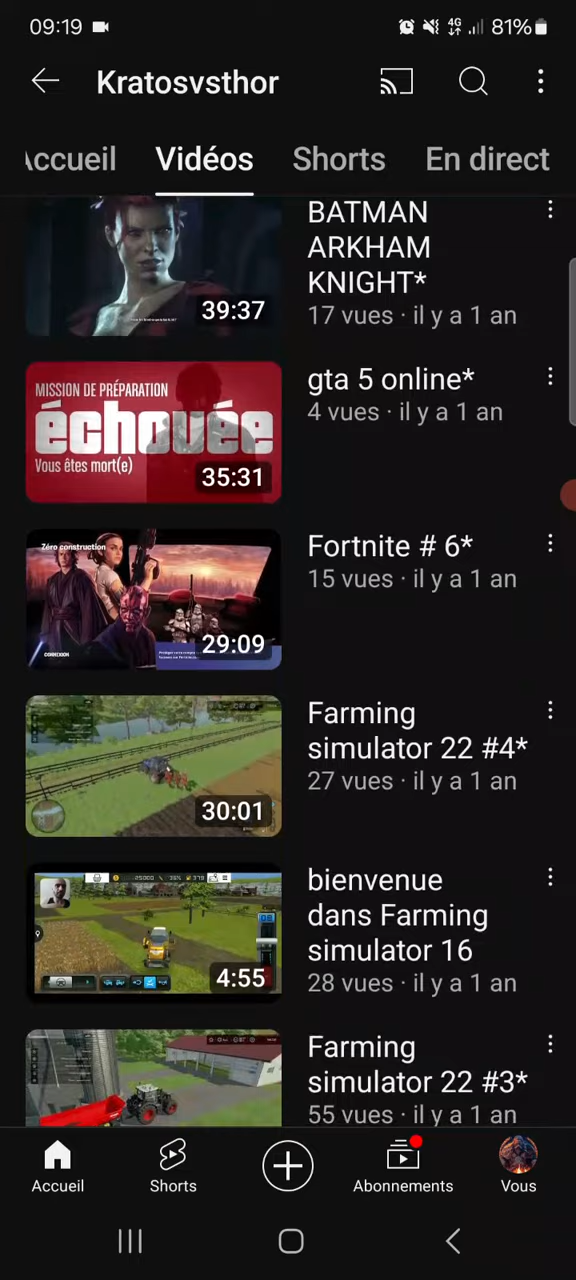 09:19
4G
81%
Kratosvsthor
Accueil
Vidéos
Shorts
En direct
39:37
BATMAN
ARKHAM
KNIGHT*
17 vues · il y a 1 an
MISSION DE PRÉPARATION
échouée
Vous êtes mort(e)
35:31
gta 5 online*
4 vues · il y a 1 an
Zéro construction
CONNEXION
29:09
Fortnite # 6*
15 vues · il y a 1 an
30:01
Farming
simulator 22 #4*
27 vues · il y a 1 an
4:55
bienvenue
dans Farming
simulator 16
28 vues · il y a 1 an
Farming
simulator 22 #3*
55 vues · il y a 1 an
Accueil
Shorts
Abonnements
Vous